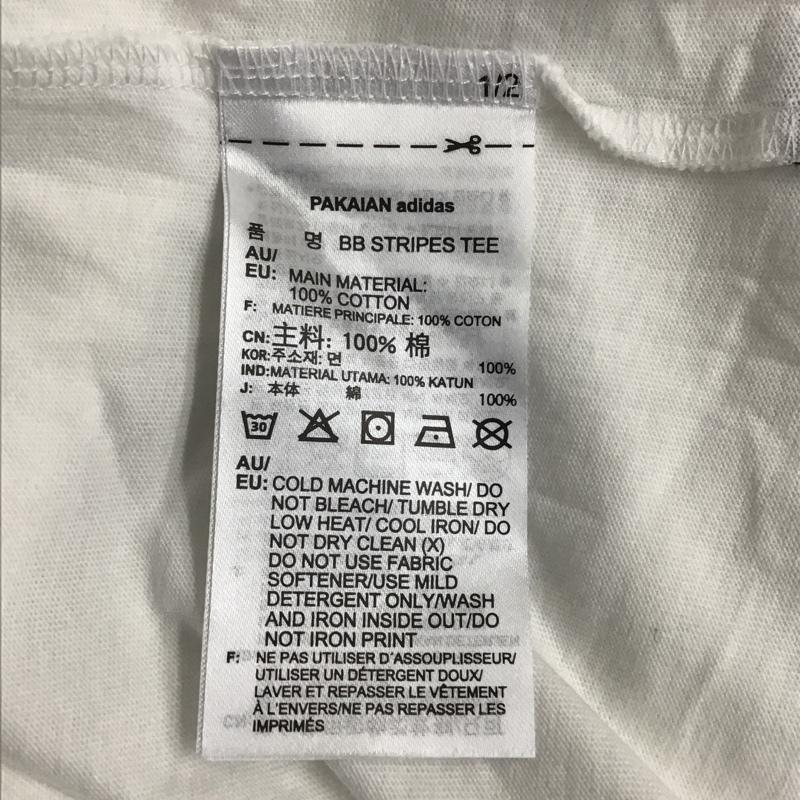 1/2
PAKAIAN adidas
품 명 BB STRIPES TEE
AU/
EU: MAIN MATERIAL:
100% COTTON
F: MATIERE PRINCIPALE: 100% COTON
CN: 主料: 100% 棉
KOR:주소재: 면 100%
IND:MATERIAL UTAMA: 100% KATUN
J: 本体 綿 100%
30
AU/
EU: COLD MACHINE WASH/ DO
NOT BLEACH/ TUMBLE DRY
LOW HEAT/ COOL IRON/ DO
NOT DRY CLEAN (X)
DO NOT USE FABRIC
SOFTENER/USE MILD
DETERGENT ONLY/WASH
AND IRON INSIDE OUT/DO
NOT IRON PRINT
F: NE PAS UTILISER D'ASSOUPLISSEUR/
UTILISER UN DÉTERGENT DOUX/
LAVER ET REPASSER LE VÊTEMENT
À L'ENVERS/NE PAS REPASSER LES
IMPRIMÉS